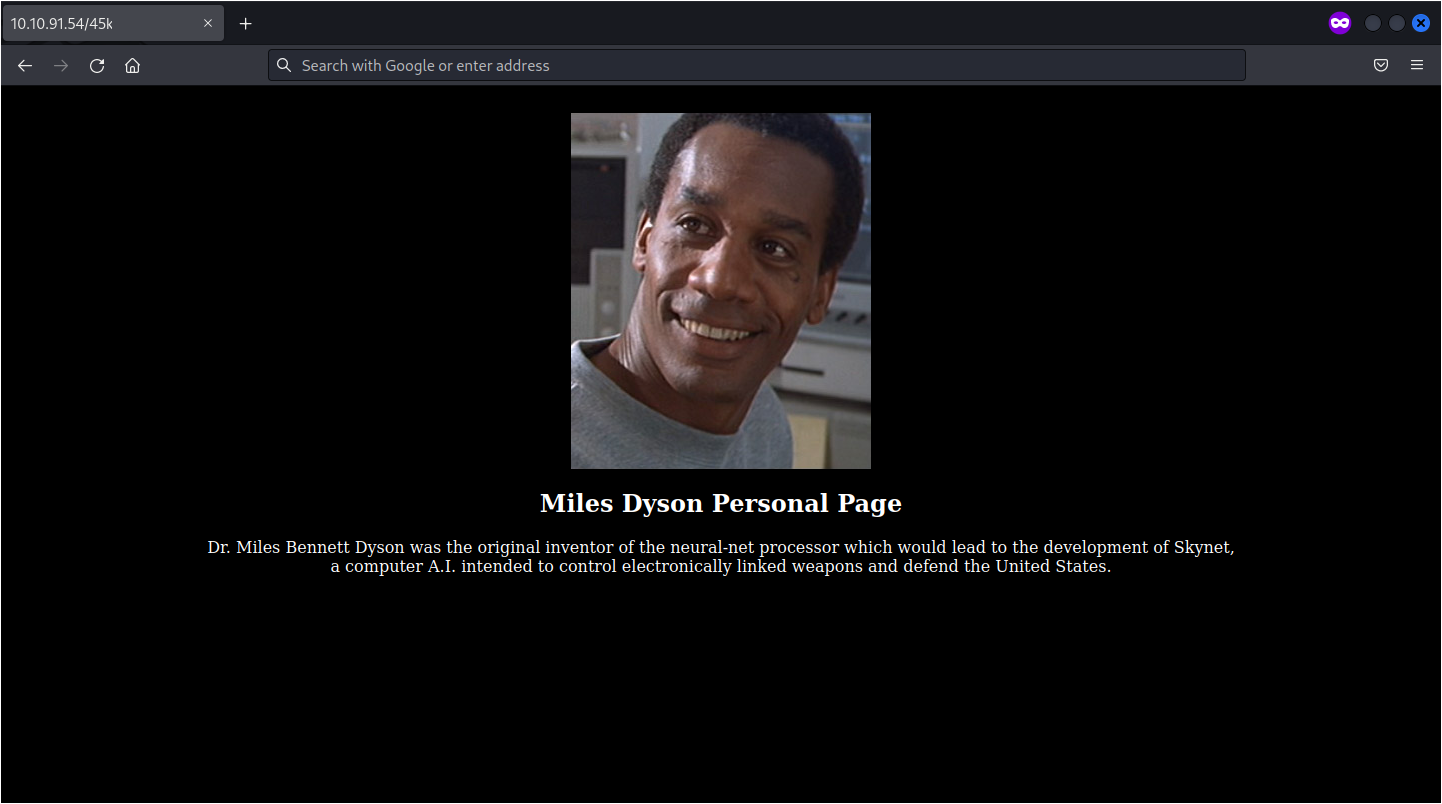 10.10.91.54/45k
Search with Google or enter address
Miles Dyson Personal Page
Dr. Miles Bennett Dyson was the original inventor of the neural-net processor which would lead to the development of Skynet,
a computer A.I. intended to control electronically linked weapons and defend the United States.